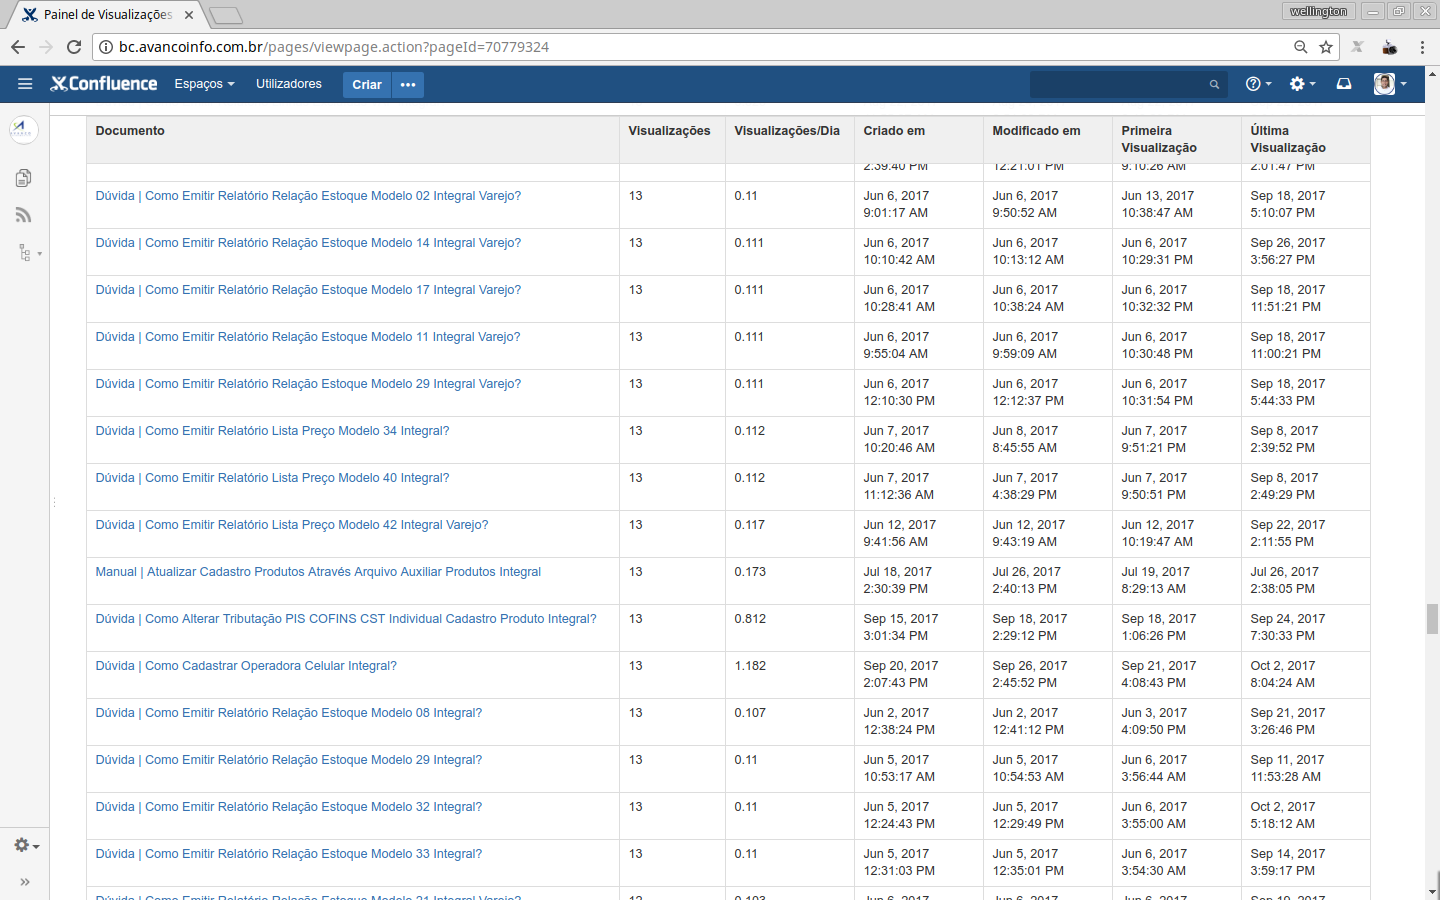 Painel de Visualizações
wellington
bc.avancoinfo.com.br/pages/viewpage.action?pageId=70779324
Confluence Espaços Utilizadores Criar
Documento Visualizações Visualizações/Dia Criado em Modificado em Primeira Visualização Última Visualização
2:39:40 PM 12:21:01 PM 9:10:26 AM 2:01:47 PM
Dúvida | Como Emitir Relatório Relação Estoque Modelo 02 Integral Varejo? 13 0.11 Jun 6, 2017 9:01:17 AM Jun 6, 2017 9:50:52 AM Jun 13, 2017 10:38:47 AM Sep 18, 2017 5:10:07 PM
Dúvida | Como Emitir Relatório Relação Estoque Modelo 14 Integral Varejo? 13 0.111 Jun 6, 2017 10:10:42 AM Jun 6, 2017 10:13:12 AM Jun 6, 2017 10:29:31 PM Sep 26, 2017 3:56:27 PM
Dúvida | Como Emitir Relatório Relação Estoque Modelo 17 Integral Varejo? 13 0.111 Jun 6, 2017 10:28:41 AM Jun 6, 2017 10:38:24 AM Jun 6, 2017 10:32:32 PM Sep 18, 2017 11:51:21 PM
Dúvida | Como Emitir Relatório Relação Estoque Modelo 11 Integral Varejo? 13 0.111 Jun 6, 2017 9:55:04 AM Jun 6, 2017 9:59:09 AM Jun 6, 2017 10:30:48 PM Sep 18, 2017 11:00:21 PM
Dúvida | Como Emitir Relatório Relação Estoque Modelo 29 Integral Varejo? 13 0.111 Jun 6, 2017 12:10:30 PM Jun 6, 2017 12:12:37 PM Jun 6, 2017 10:31:54 PM Sep 18, 2017 5:44:33 PM
Dúvida | Como Emitir Relatório Lista Preço Modelo 34 Integral? 13 0.112 Jun 7, 2017 10:20:46 AM Jun 8, 2017 8:45:55 AM Jun 7, 2017 9:51:21 PM Sep 8, 2017 2:39:52 PM
Dúvida | Como Emitir Relatório Lista Preço Modelo 40 Integral? 13 0.112 Jun 7, 2017 11:12:36 AM Jun 7, 2017 4:38:29 PM Jun 7, 2017 9:50:51 PM Sep 8, 2017 2:49:29 PM
Dúvida | Como Emitir Relatório Lista Preço Modelo 42 Integral Varejo? 13 0.117 Jun 12, 2017 9:41:56 AM Jun 12, 2017 9:43:19 AM Jun 12, 2017 10:19:47 AM Sep 22, 2017 2:11:55 PM
Manual | Atualizar Cadastro Produtos Através Arquivo Auxiliar Produtos Integral 13 0.173 Jul 18, 2017 2:30:39 PM Jul 26, 2017 2:40:13 PM Jul 19, 2017 8:29:13 AM Jul 26, 2017 2:38:05 PM
Dúvida | Como Alterar Tributação PIS COFINS CST Individual Cadastro Produto Integral? 13 0.812 Sep 15, 2017 3:01:34 PM Sep 18, 2017 2:29:12 PM Sep 18, 2017 1:06:26 PM Sep 24, 2017 7:30:33 PM
Dúvida | Como Cadastrar Operadora Celular Integral? 13 1.182 Sep 20, 2017 2:07:43 PM Sep 26, 2017 2:45:52 PM Sep 21, 2017 4:08:43 PM Oct 2, 2017 8:04:24 AM
Dúvida | Como Emitir Relatório Relação Estoque Modelo 08 Integral? 13 0.107 Jun 2, 2017 12:38:24 PM Jun 2, 2017 12:41:12 PM Jun 3, 2017 4:09:50 PM Sep 21, 2017 3:26:46 PM
Dúvida | Como Emitir Relatório Relação Estoque Modelo 29 Integral? 13 0.11 Jun 5, 2017 10:53:17 AM Jun 5, 2017 10:54:53 AM Jun 6, 2017 3:56:44 AM Sep 11, 2017 11:53:28 AM
Dúvida | Como Emitir Relatório Relação Estoque Modelo 32 Integral? 13 0.11 Jun 5, 2017 12:24:43 PM Jun 5, 2017 12:29:49 PM Jun 6, 2017 3:55:00 AM Oct 2, 2017 5:18:12 AM
Dúvida | Como Emitir Relatório Relação Estoque Modelo 33 Integral? 13 0.11 Jun 5, 2017 12:31:03 PM Jun 5, 2017 12:35:01 PM Jun 6, 2017 3:54:30 AM Sep 14, 2017 3:59:17 PM